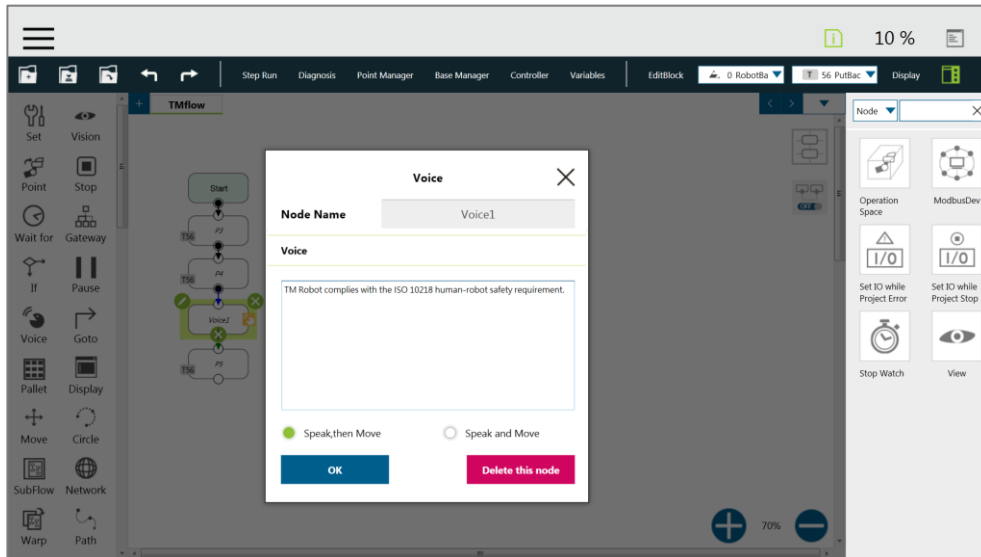 10 %
Step Run Diagnosis Point Manager Base Manager Controller Variables EditBlock 0 RobotBa T 56 PutBac Display
+ TMflow
Node
Set Vision
Point Stop
Wait for Gateway
If Pause
Voice Goto
Pallet Display
Move Circle
SubFlow Network
Warp Path
Start
P3
T56
P4
T56
Voice1
P5
T56
Voice
Node Name Voice1
Voice
TM Robot complies with the ISO 10218 human-robot safety requirement.
Speak,then Move Speak and Move
OK Delete this node
70%
OFF
Operation
Space
ModbusDev
I/O I/O
Set IO while
Project Error
Set IO while
Project Stop
Stop Watch View